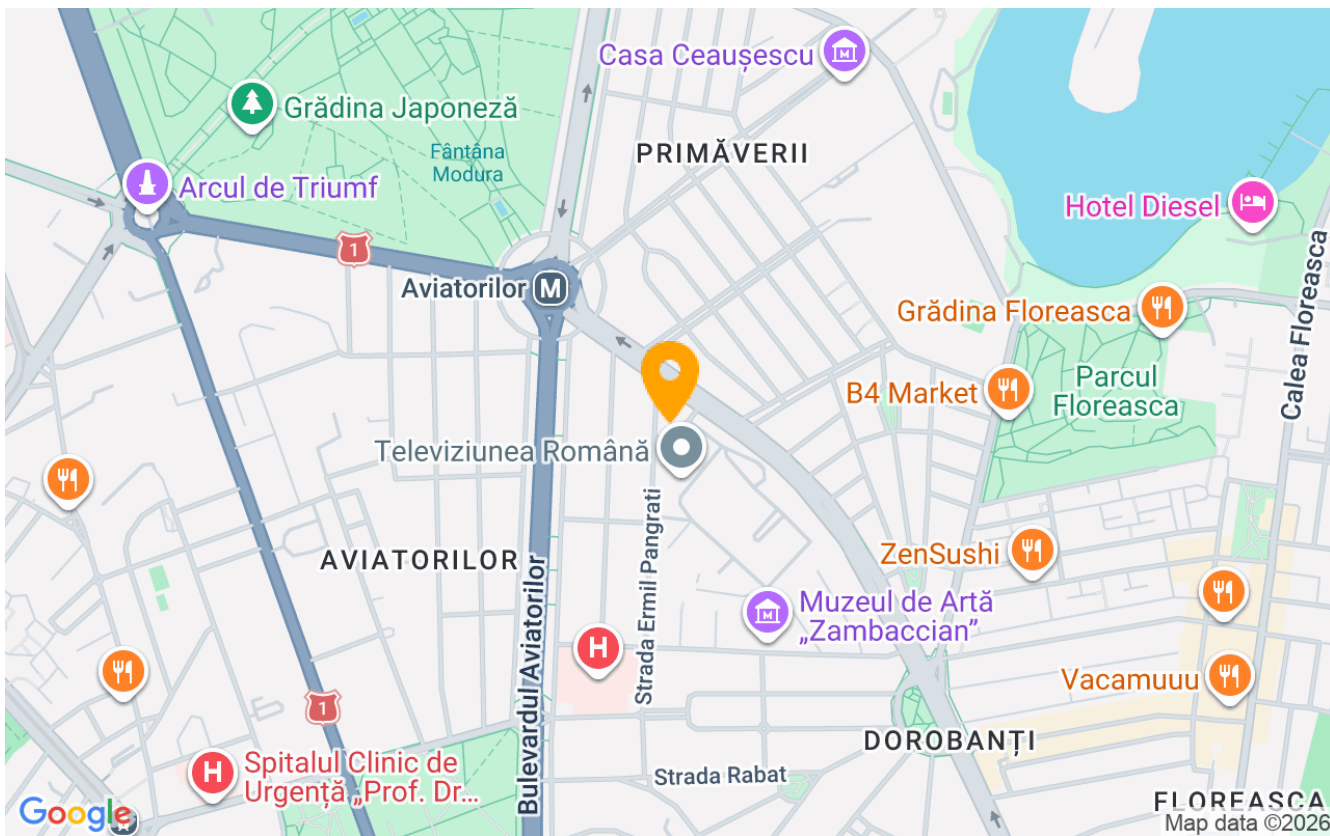 Casa Ceaușescu
M
Grădina Japoneză
PRIMĂVERII
Fântâna
Modura
Arcul de Triumf
Hotel Diesel
1
Aviatorilor
M
Grădina Floreasca
Calea Floreasca
B4 Market
Parcul
Floreasca
Televiziunea Română
Strada Ermil Pangrati
AVIATORILOR
Bulevardul Aviatorilor
ZenSushi
M
Muzeul de Artă
„Zambaccian”
H
Vacamuuu
1
DOROBANȚI
H
Spitalul Clinic de
Urgență „Prof. Dr...
Strada Rabat
FLOREASCA
Google
Map data ©2026